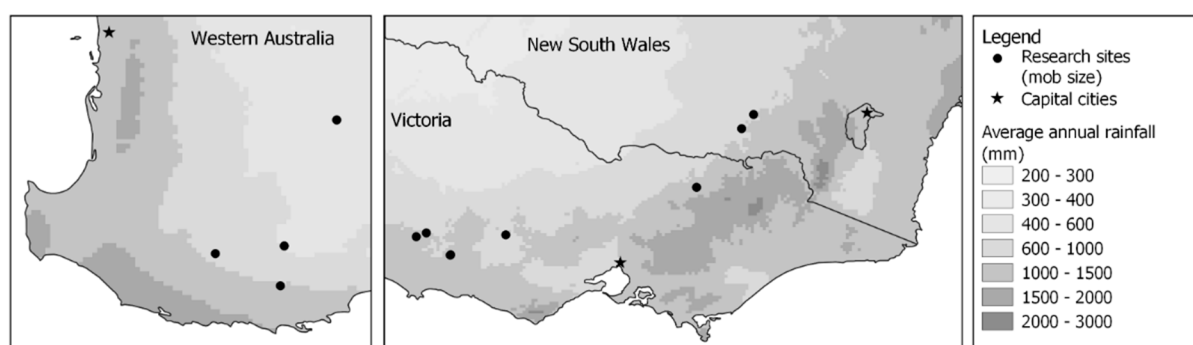 Western Australia
New South Wales
Victoria
Legend
Research sites
(mob size)
Capital cities
Average annual rainfall
(mm)
200 - 300
300 - 400
400 - 600
600 - 1000
1000 - 1500
1500 - 2000
2000 - 3000